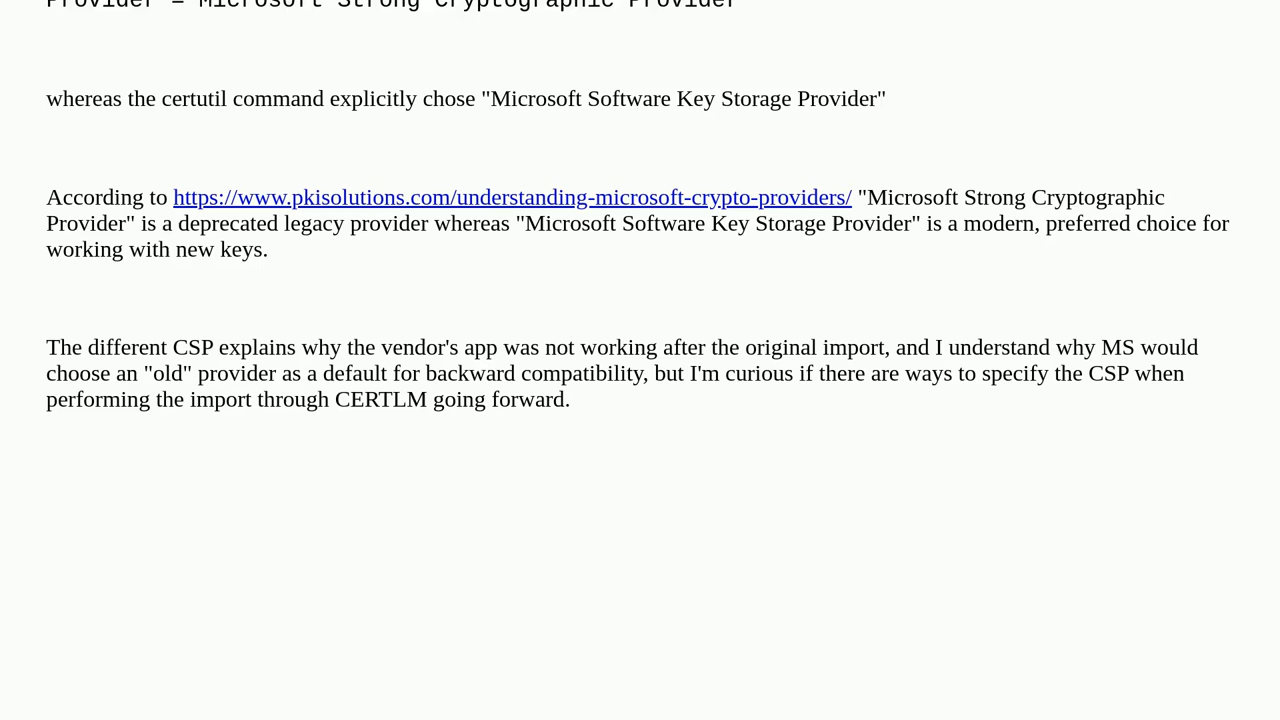 Provider = Microsoft Strong Cryptographic Provider
whereas the certutil command explicitly chose "Microsoft Software Key Storage Provider"
According to https://www.pkisolutions.com/understanding-microsoft-crypto-providers/ "Microsoft Strong Cryptographic
Provider" is a deprecated legacy provider whereas "Microsoft Software Key Storage Provider" is a modern, preferred choice for
working with new keys.
The different CSP explains why the vendor's app was not working after the original import, and I understand why MS would
choose an "old" provider as a default for backward compatibility, but I'm curious if there are ways to specify the CSP when
performing the import through CERTLM going forward.